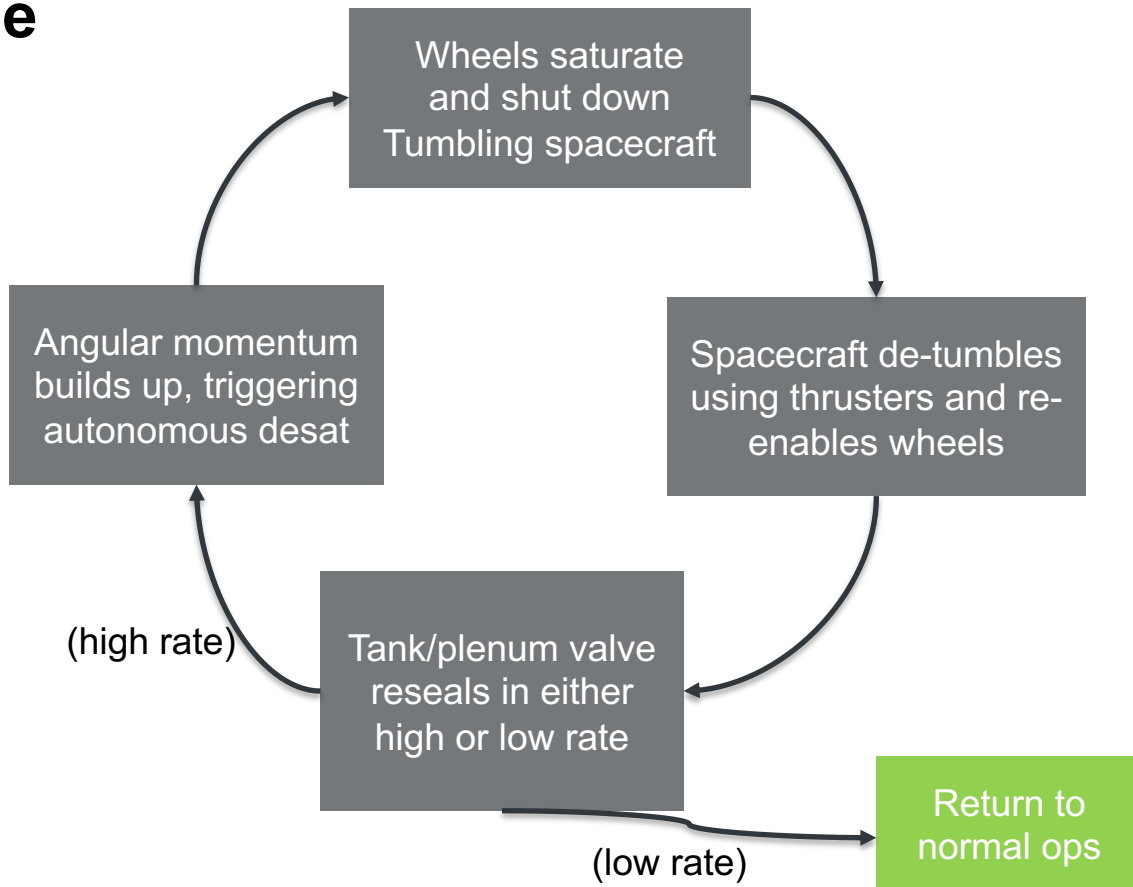 e
Wheels saturate
and shut down
Tumbling spacecraft
Spacecraft de-tumbles
using thrusters and re-
enables wheels
Tank/plenum valve
reseals in either
high or low rate
(high rate)
Angular momentum
builds up, triggering
autonomous desat
(low rate)
Return to
normal ops